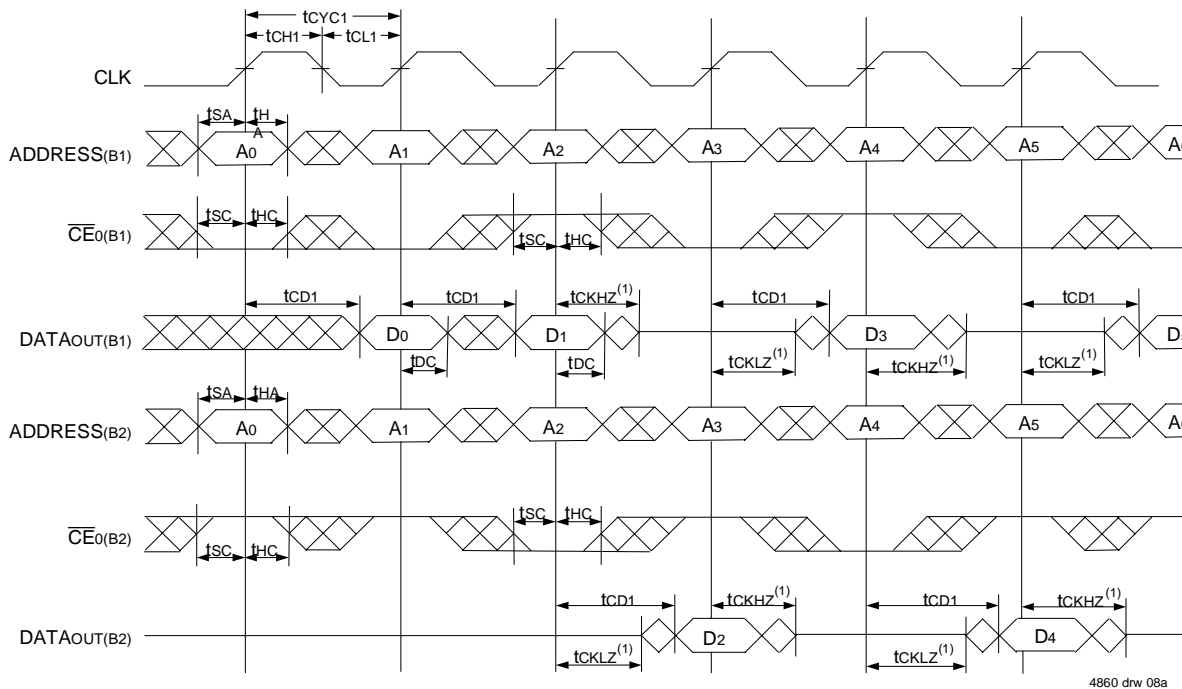 tCYC1
tCH1 tCL1
CLK
tSA tH
A
ADDRESS(B1) A0 A1 A2 A3 A4 A5 A6
tSC tHC
CE0(B1)
tSC tHC
tCD1 tCD1 tCKHZ(1) tCD1 tCD1
DATAOUT(B1) D0 D1 D3 D5
tDC tDC tCKLZ(1) tCKHZ(1) tCKLZ(1)
tSA tHA
ADDRESS(B2) A0 A1 A2 A3 A4 A5 A6
tSC tHC
CE0(B2)
tSC tHC
tCD1 tCKHZ(1) tCD1 tCKHZ(1)
DATAOUT(B2) D2 D4
tCKLZ(1) tCKLZ(1)
4860 drw 08a